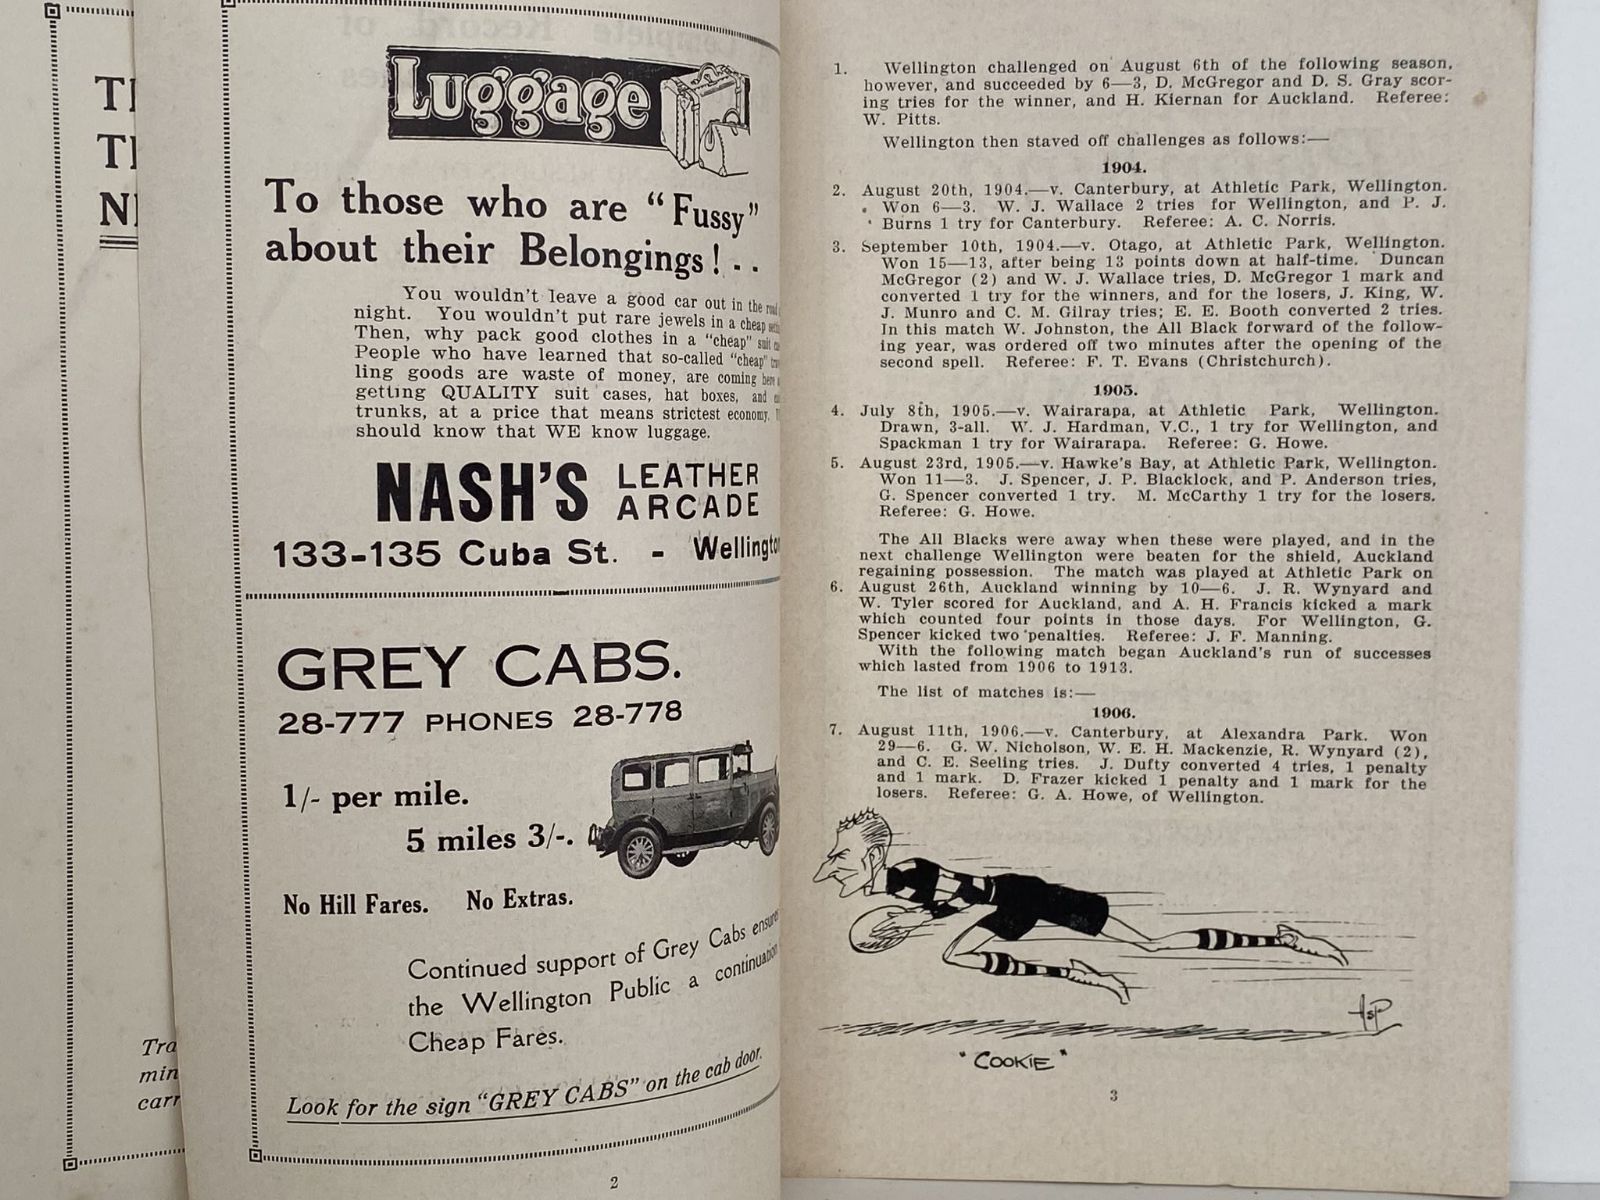 TH
TH
NE
Tra
min
carr
Luggage
To those who are "Fussy"
about their Belongings! . .
You wouldn't leave a good car out in the road
night. You wouldn't put rare jewels in a cheap
Then, why pack good clothes in a "cheap" suit
People who have learned that so-called "cheap"
ling goods are waste of money, are coming here
getting QUALITY suit cases, hat boxes, and
trunks, at a price that means strictest economy.
should know that WE know luggage.
NASH'S LEATHER
ARCADE
133-135 Cuba St. - Wellington
GREY CABS.
28-777 PHONES 28-778
1/- per mile.
5 miles 3/-.
No Hill Fares. No Extras.
Continued support of Grey Cabs ensures
the Wellington Public a continuation
Cheap Fares.
Look for the sign "GREY CABS" on the cab door.
2
1. Wellington challenged on August 6th of the following season,
however, and succeeded by 6—3, D. McGregor and D. S. Gray scor-
ing tries for the winner, and H. Kiernan for Auckland. Referee:
W. Pitts.
Wellington then staved off challenges as follows:—
1904.
2. August 20th, 1904.—v. Canterbury, at Athletic Park, Wellington.
Won 6—3. W. J. Wallace 2 tries for Wellington, and P. J.
Burns 1 try for Canterbury. Referee: A. C. Norris.
3. September 10th, 1904.—v. Otago, at Athletic Park, Wellington.
Won 15—13, after being 13 points down at half-time. Duncan
McGregor (2) and W. J. Wallace tries, D. McGregor 1 mark and
converted 1 try for the winners, and for the losers, J. King, W.
J. Munro and C. M. Gilray tries; E. E. Booth converted 2 tries.
In this match W. Johnston, the All Black forward of the follow-
ing year, was ordered off two minutes after the opening of the
second spell. Referee: F. T. Evans (Christchurch).
1905.
4. July 8th, 1905.—v. Wairarapa, at Athletic Park, Wellington.
Drawn, 3-all. W. J. Hardman, V.C., 1 try for Wellington, and
Spackman 1 try for Wairarapa. Referee: G. Howe.
5. August 23rd, 1905.—v. Hawke's Bay, at Athletic Park, Wellington.
Won 11—3. J. Spencer, J. P. Blacklock, and P. Anderson tries,
G. Spencer converted 1 try. M. McCarthy 1 try for the losers.
Referee: G. Howe.
The All Blacks were away when these were played, and in the
next challenge Wellington were beaten for the shield, Auckland
regaining possession. The match was played at Athletic Park on
6. August 26th, Auckland winning by 10—6. J. R. Wynyard and
W. Tyler scored for Auckland, and A. H. Francis kicked a mark
which counted four points in those days. For Wellington, G.
Spencer kicked two penalties. Referee: J. F. Manning.
With the following match began Auckland's run of successes
which lasted from 1906 to 1913.
The list of matches is:—
1906.
7. August 11th, 1906.—v. Canterbury, at Alexandra Park. Won
29—6. G. W. Nicholson, W. E. H. Mackenzie, R. Wynyard (2),
and C. E. Seeling tries. J. Dufty converted 4 tries, 1 penalty
and 1 mark. D. Frazer kicked 1 penalty and 1 mark for the
losers. Referee: G. A. Howe, of Wellington.
"COOKIE"
3